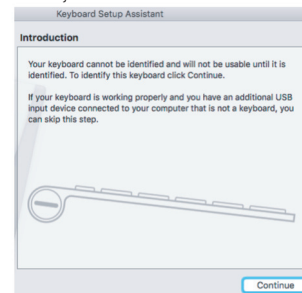 Keyboard Setup Assistant
Introduction
Your keyboard cannot be identified and will not be usable until it is
identified. To identify this keyboard click Continue.
If your keyboard is working properly and you have an additional USB
input device connected to your computer that is not a keyboard, you
can skip this step.
Continue